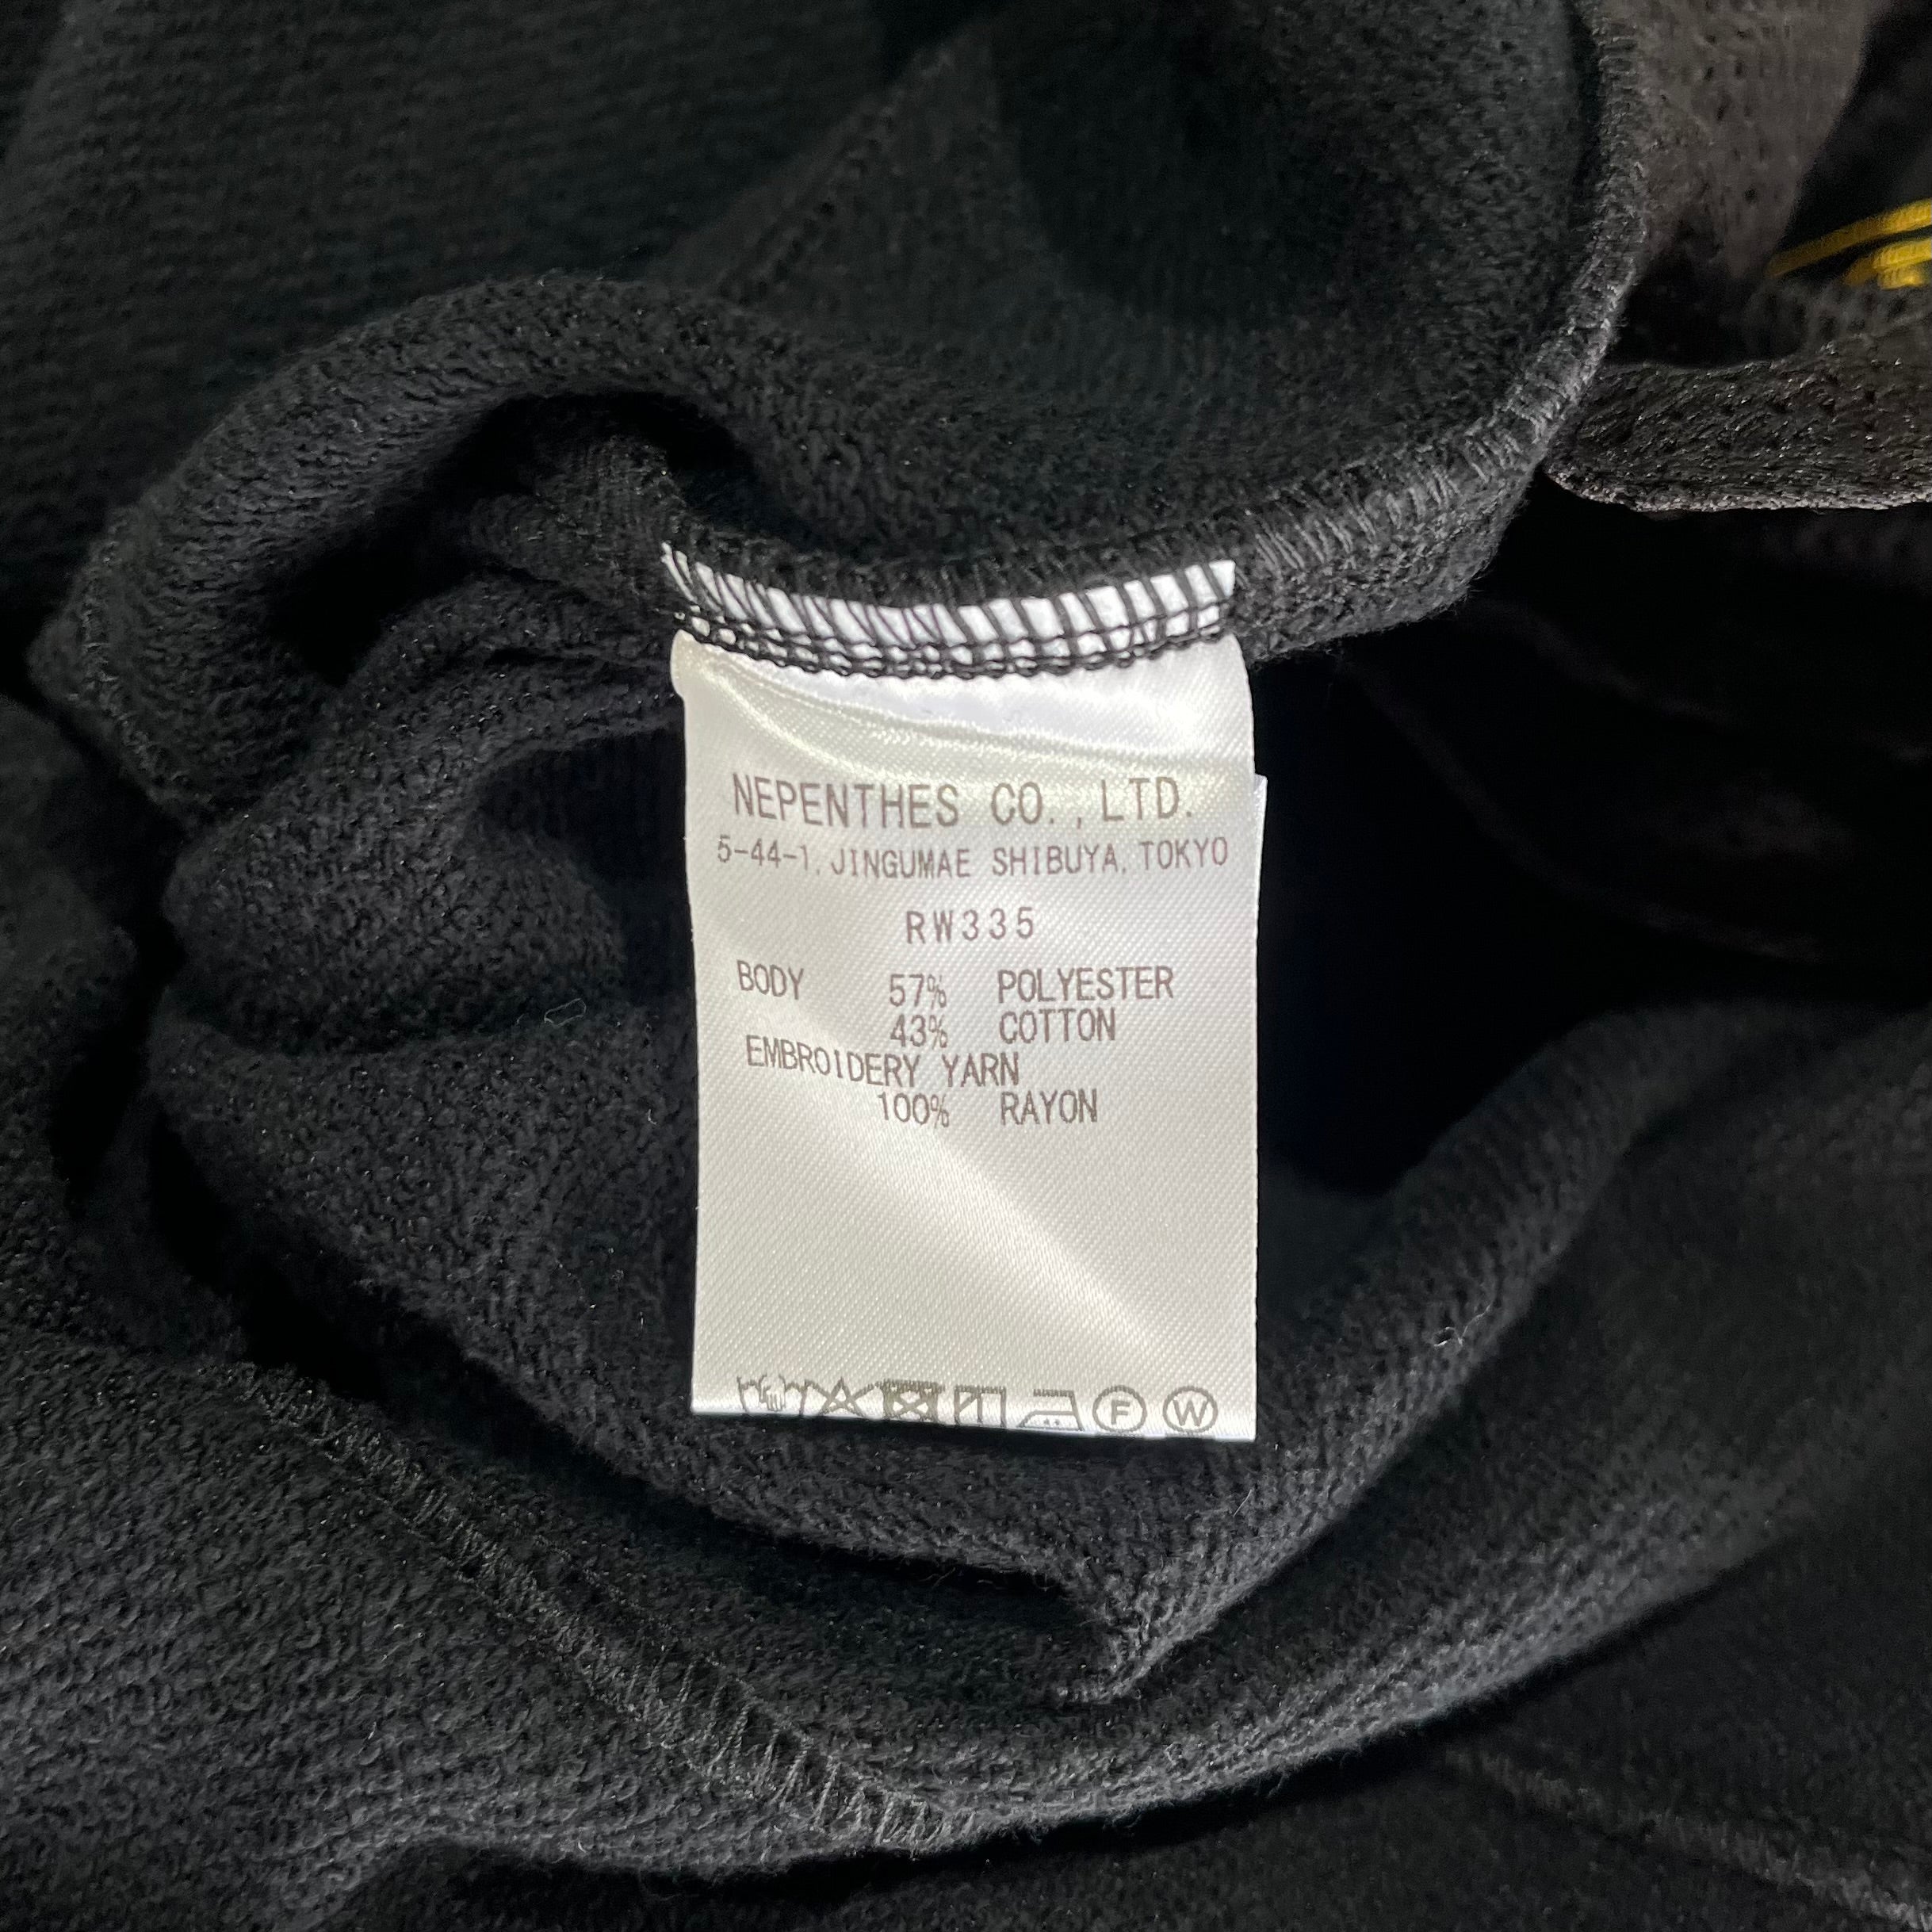 NEPENTHES CO.,LTD.
5-44-1, JINGUMAE SHIBUYA, TOKYO
RW335
BODY 57% POLYESTER
43% COTTON
EMBROIDERY YARN
100% RAYON
F W